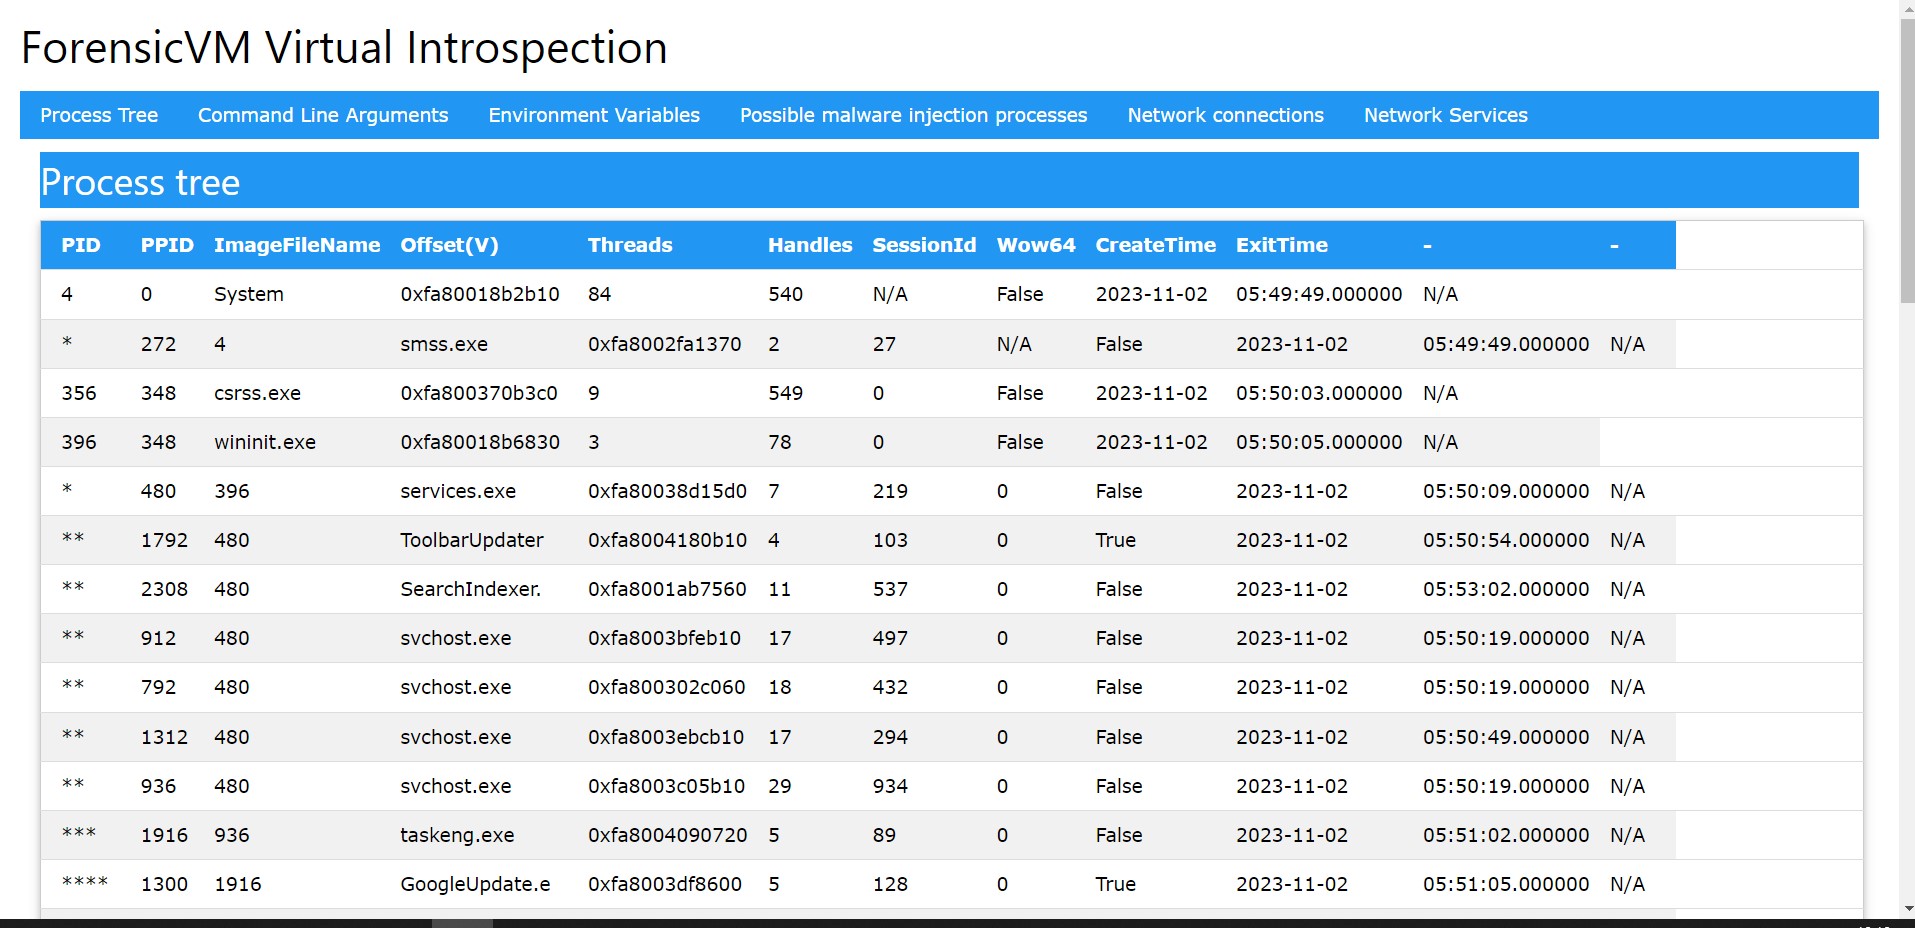 ForensicVM Virtual Introspection
Process Tree Command Line Arguments Environment Variables Possible malware injection processes Network connections Network Services
Process tree
PID PPID ImageFileName Offset(V) Threads Handles SessionId Wow64 CreateTime ExitTime - -
4 0 System 0xfa80018b2b10 84 540 N/A False 2023-11-02 05:49:49.000000 N/A
* 272 4 smss.exe 0xfa8002fa1370 2 27 N/A False 2023-11-02 05:49:49.000000 N/A
356 348 csrss.exe 0xfa800370b3c0 9 549 0 False 2023-11-02 05:50:03.000000 N/A
396 348 wininit.exe 0xfa80018b6830 3 78 0 False 2023-11-02 05:50:05.000000 N/A
* 480 396 services.exe 0xfa80038d15d0 7 219 0 False 2023-11-02 05:50:09.000000 N/A
** 1792 480 ToolbarUpdater 0xfa8004180b10 4 103 0 True 2023-11-02 05:50:54.000000 N/A
** 2308 480 SearchIndexer. 0xfa8001ab7560 11 537 0 False 2023-11-02 05:53:02.000000 N/A
** 912 480 svchost.exe 0xfa8003bfeb10 17 497 0 False 2023-11-02 05:50:19.000000 N/A
** 792 480 svchost.exe 0xfa800302c060 18 432 0 False 2023-11-02 05:50:19.000000 N/A
** 1312 480 svchost.exe 0xfa8003ebcb10 17 294 0 False 2023-11-02 05:50:49.000000 N/A
** 936 480 svchost.exe 0xfa8003c05b10 29 934 0 False 2023-11-02 05:50:19.000000 N/A
*** 1916 936 taskeng.exe 0xfa8004090720 5 89 0 False 2023-11-02 05:51:02.000000 N/A
**** 1300 1916 GoogleUpdate.e 0xfa8003df8600 5 128 0 True 2023-11-02 05:51:05.000000 N/A